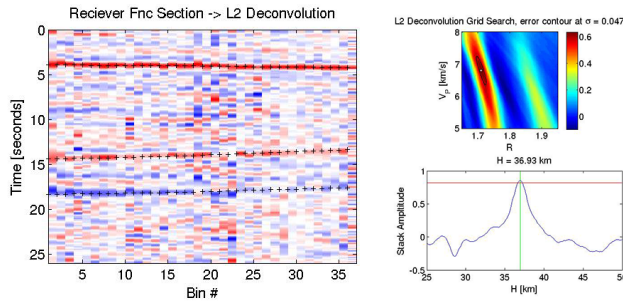 Reciever Fnc Section -> L2 Deconvolution
0
5
10
15
20
25
Time [seconds]
5 10 15 20 25 30 35
Bin #
L2 Deconvolution Grid Search, error contour at σ = 0.047
8
7
6
5
V_P [km/s]
1.7 1.8 1.9
R
0.6
0.4
0.2
0
H = 36.93 km
1
0.5
0
-0.5
Stack Amplitude
25 30 35 40 45 50
H [km]